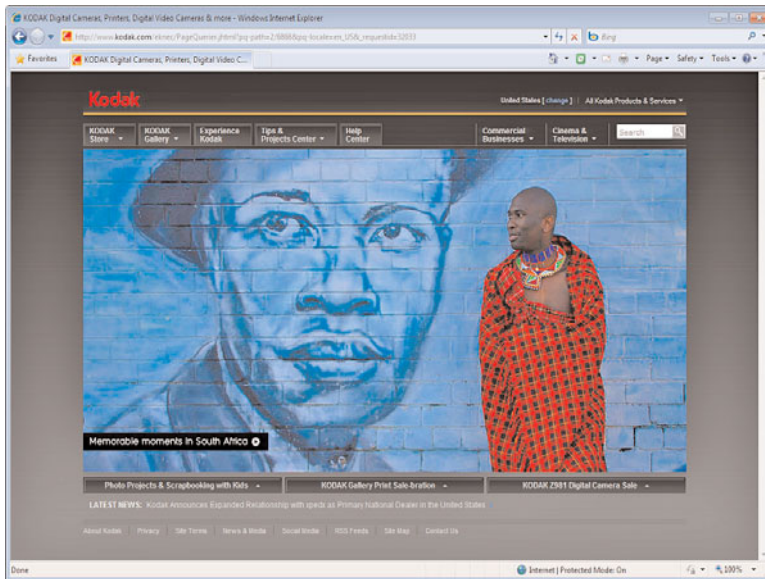 KODAK Digital Cameras, Printers, Digital Video Cameras & more - Windows Internet Explorer
Bing
Favorites
KODAK Digital Cameras, Printers, Digital Video C...
Page
Safety
Tools
Kodak
United States [ change ] | All Kodak Products & Services
KODAK Store
KODAK Gallery
Experience Kodak
Tips & Projects Center
Help Center
Commercial Businesses
Cinema & Television
Search
Memorable moments in South Africa
Photo Projects & Scrapbooking with Kids
KODAK Gallery Print Sale-bration
KODAK Z981 Digital Camera Sale
LATEST NEWS: Kodak Announces Expanded Relationship with speds as Primary National Dealer in the United States
About Kodak | Privacy | Site Terms | News & Media | Social Media | RSS Feeds | Site Map | Contact Us
Done
Internet | Protected Mode: On
100%